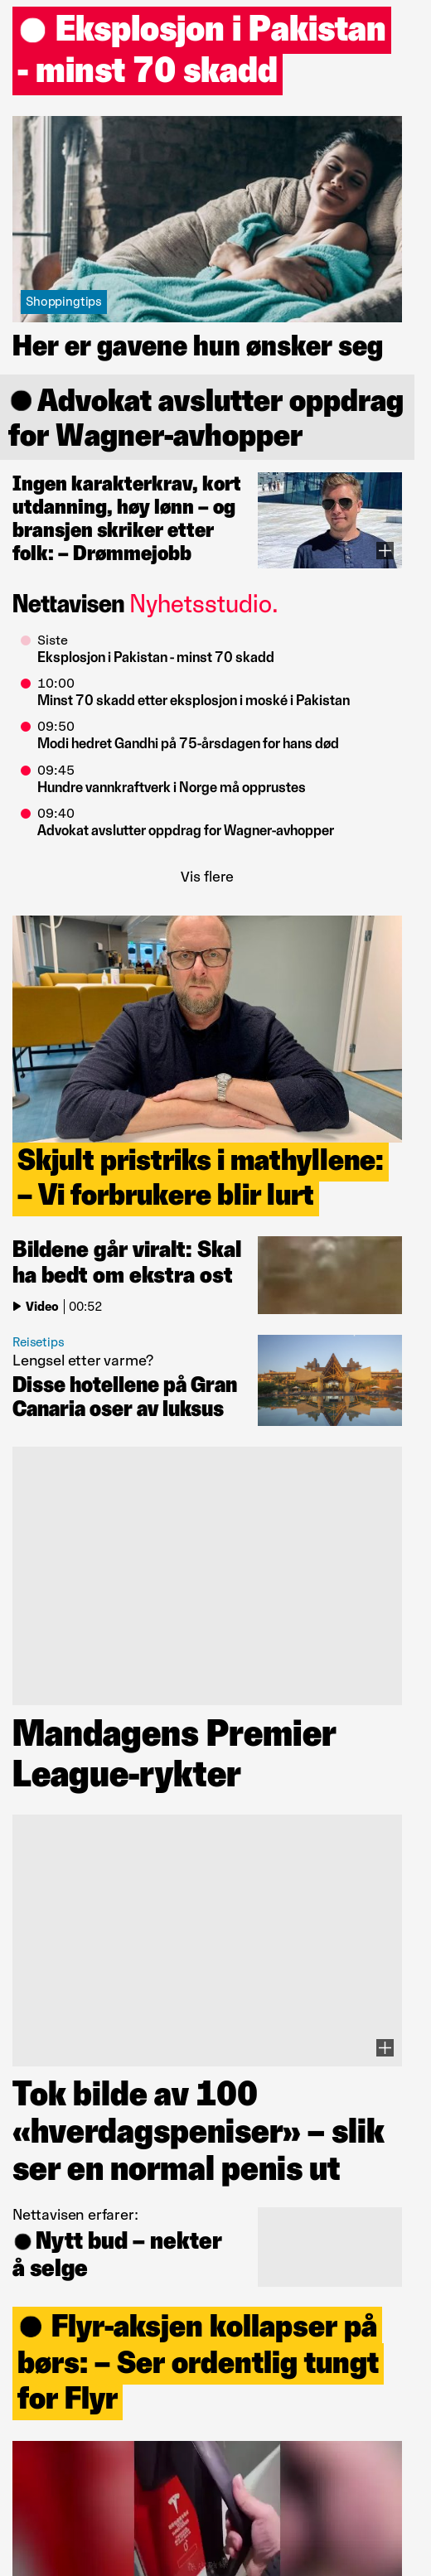 Eksplosjon i Pakistan
- minst 70 skadd
Shoppingtips
Her er gavene hun ønsker seg
Advokat avslutter oppdrag
for Wagner-avhopper
Ingen karakterkrav, kort
utdanning, høy lønn – og
bransjen skriker etter
folk: – Drømmejobb
Nettavisen Nyhetsstudio.
Siste
Eksplosjon i Pakistan - minst 70 skadd
10:00
Minst 70 skadd etter eksplosjon i moské i Pakistan
09:50
Modi hedret Gandhi på 75-årsdagen for hans død
09:45
Hundre vannkraftverk i Norge må opprustes
09:40
Advokat avslutter oppdrag for Wagner-avhopper
Vis flere
Skjult pristriks i mathyllene:
– Vi forbrukere blir lurt
Bildene går viralt: Skal
ha bedt om ekstra ost
Video | 00:52
Reisetips
Lengsel etter varme?
Disse hotellene på Gran
Canaria oser av luksus
Mandagens Premier
League-rykter
Tok bilde av 100
«hverdagspeniser» – slik
ser en normal penis ut
Nettavisen erfarer:
Nytt bud – nekter
å selge
Flyr-aksjen kollapser på
børs: – Ser ordentlig tungt
for Flyr